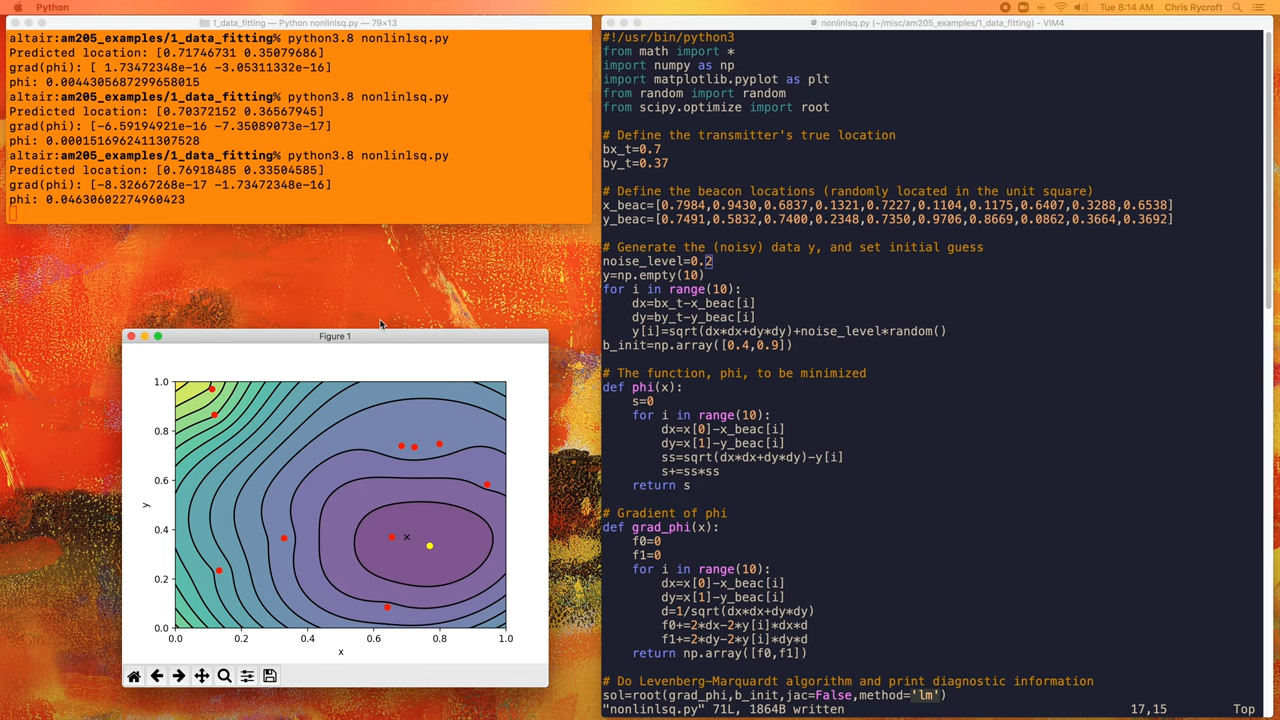 Python
Tue 8:14 AM Chris Rycroft
1_data_fitting — Python nonlinlsq.py — 79×13
altair:am205_examples/1_data_fitting% python3.8 nonlinlsq.py
Predicted location: [0.71746731 0.35079686]
grad(phi): [ 1.73472348e-16 -3.05311332e-16]
phi: 0.0044305687299658015
altair:am205_examples/1_data_fitting% python3.8 nonlinlsq.py
Predicted location: [0.70372152 0.36567945]
grad(phi): [-6.59194921e-16 -7.35089073e-17]
phi: 0.0001516962411307528
altair:am205_examples/1_data_fitting% python3.8 nonlinlsq.py
Predicted location: [0.76918485 0.33504585]
grad(phi): [-8.32667268e-17 -1.73472348e-16]
phi: 0.04630602274960423
Figure 1
1.0
0.8
0.6
0.4
0.2
0.0
y
0.0 0.2 0.4 0.6 0.8 1.0
x
nonlinlsq.py (~/misc/am205_examples/1_data_fitting) - VIM4
#!/usr/bin/python3
from math import *
import numpy as np
import matplotlib.pyplot as plt
from random import random
from scipy.optimize import root
# Define the transmitter's true location
bx_t=0.7
by_t=0.37
# Define the beacon locations (randomly located in the unit square)
x_beac=[0.7984,0.9430,0.6837,0.1321,0.7227,0.1104,0.1175,0.6407,0.3288,0.6538]
y_beac=[0.7491,0.5832,0.7400,0.2348,0.7350,0.9706,0.8669,0.0862,0.3664,0.3692]
# Generate the (noisy) data y, and set initial guess
noise_level=0.2
y=np.empty(10)
for i in range(10):
    dx=bx_t-x_beac[i]
    dy=by_t-y_beac[i]
    y[i]=sqrt(dx*dx+dy*dy)+noise_level*random()
b_init=np.array([0.4,0.9])
# The function, phi, to be minimized
def phi(x):
    s=0
    for i in range(10):
        dx=x[0]-x_beac[i]
        dy=x[1]-y_beac[i]
        ss=sqrt(dx*dx+dy*dy)-y[i]
        s+=ss*ss
    return s
# Gradient of phi
def grad_phi(x):
    f0=0
    f1=0
    for i in range(10):
        dx=x[0]-x_beac[i]
        dy=x[1]-y_beac[i]
        d=1/sqrt(dx*dx+dy*dy)
        f0+=2*dx-2*y[i]*dx*d
        f1+=2*dy-2*y[i]*dy*d
    return np.array([f0,f1])
# Do Levenberg-Marquardt algorithm and print diagnostic information
sol=root(grad_phi,b_init,jac=False,method='lm')
"nonlinlsq.py" 71L, 1864B written 17,15 Top